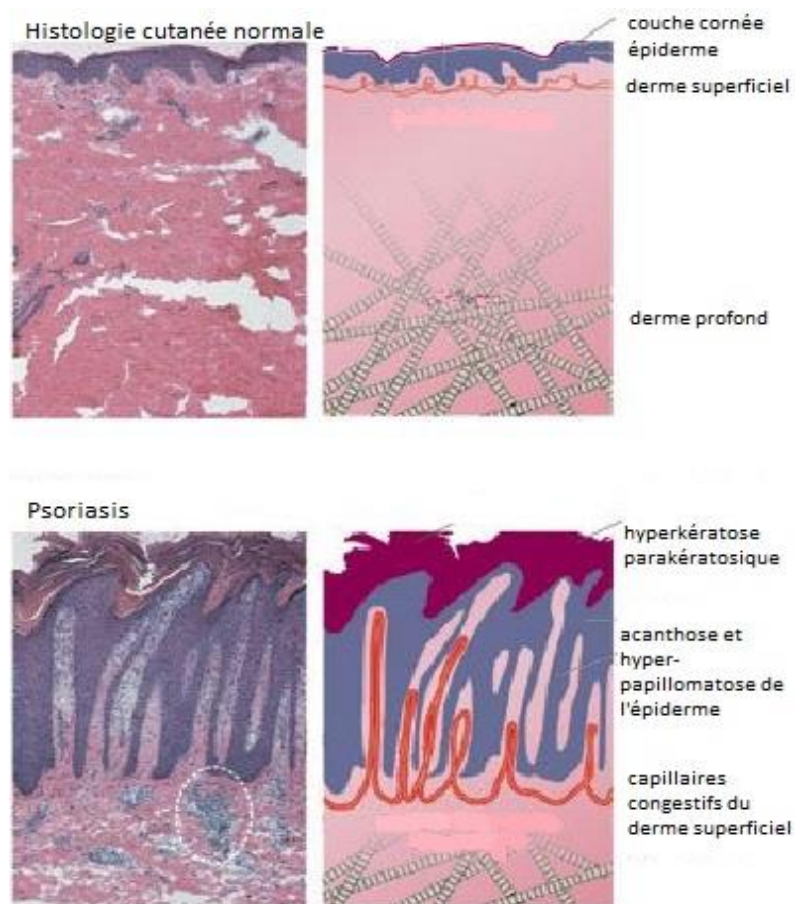 Histologie cutanée normale
couche cornée
épiderme
derme superficiel
derme profond
Psoriasis
hyperkératose
parakératosique
acanthose et
hyper-
papillomatose de
l'épiderme
capillaires
congestifs du
derme superficiel